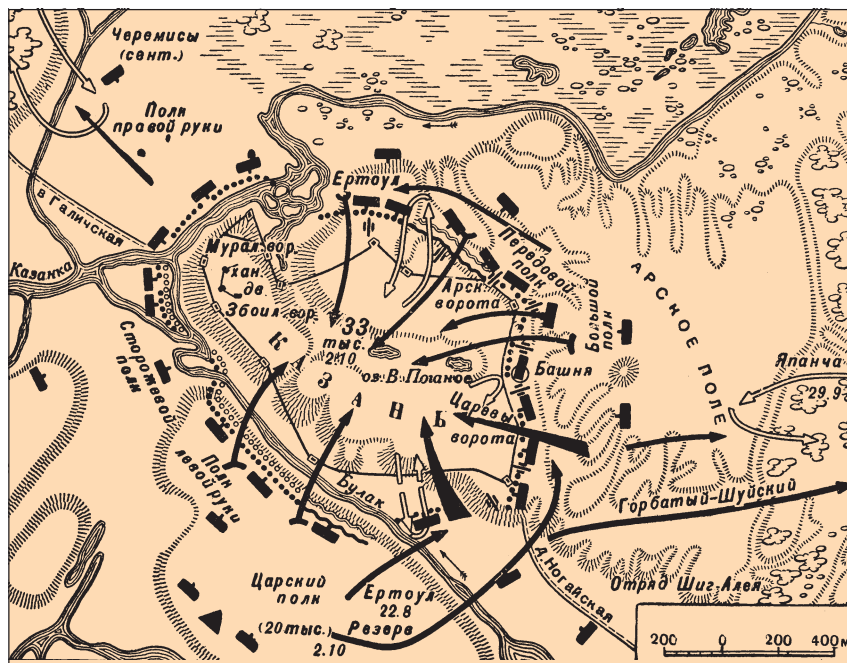 Черемисы
(сент.)
Полк
правой руки
в Галичская
Казанка
Ертоул
Мурал.вор.
хан.
дв.
Збоил.вор.
Передовой
полк
Арск.
ворота
Большой
полк
АРСКОЕ ПОЛЕ
33
тыс.
2.10
оз.В.Поганое
Башня
Япанча
29,9
КАЗАНЬ
Царевы
ворота
Сторожевой
полк
Полк
левой руки
Булак
Горбатый-Шуйский
д.Ногайская
Отряд Шиг-Алея
Царский
полк
(20 тыс.)
Ертоул
22.8
Резерв
2.10
200 0 200 400м